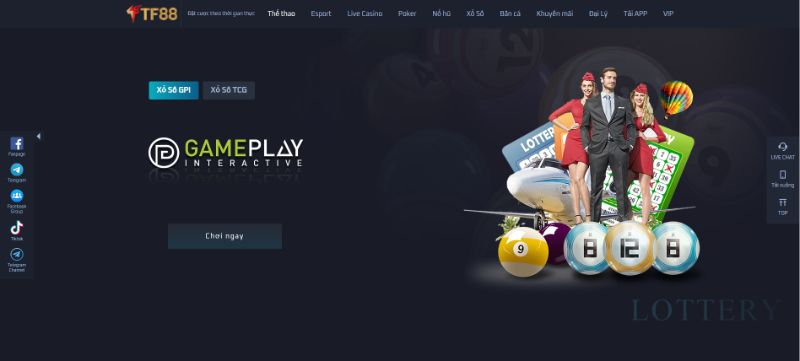 TF88
Đặt cược theo thời gian thực
Thể thao
Esport
Live Casino
Poker
Nổ hũ
Xổ Số
Bắn cá
Khuyến mãi
Đại Lý
Tải APP
VIP
Xổ Số GPI
Xổ Số TCG
GAMEPLAY
INTERACTIVE
Chơi ngay
Fanpage
Telegram
Facebook
Group
Tiktok
Telegram
Channel
LIVE CHAT
Tải xuống
TOP
LOTTERY
9
8
12
8
LOTTERY